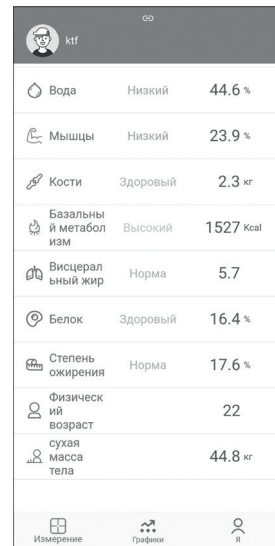 ktf
Вода Низкий 44.6 %
Мышцы Низкий 23.9 %
Кости Здоровый 2.3 кг
Базальны
й метабол
изм
Высокий 1527 Kcal
Висцерал
ьный жир
Норма 5.7
Белок Здоровый 16.4 %
Степень
ожирения
Норма 17.6 %
Физическ
ий
возраст
22
сухая
масса
тела
44.8 кг
Измерение Графики Я